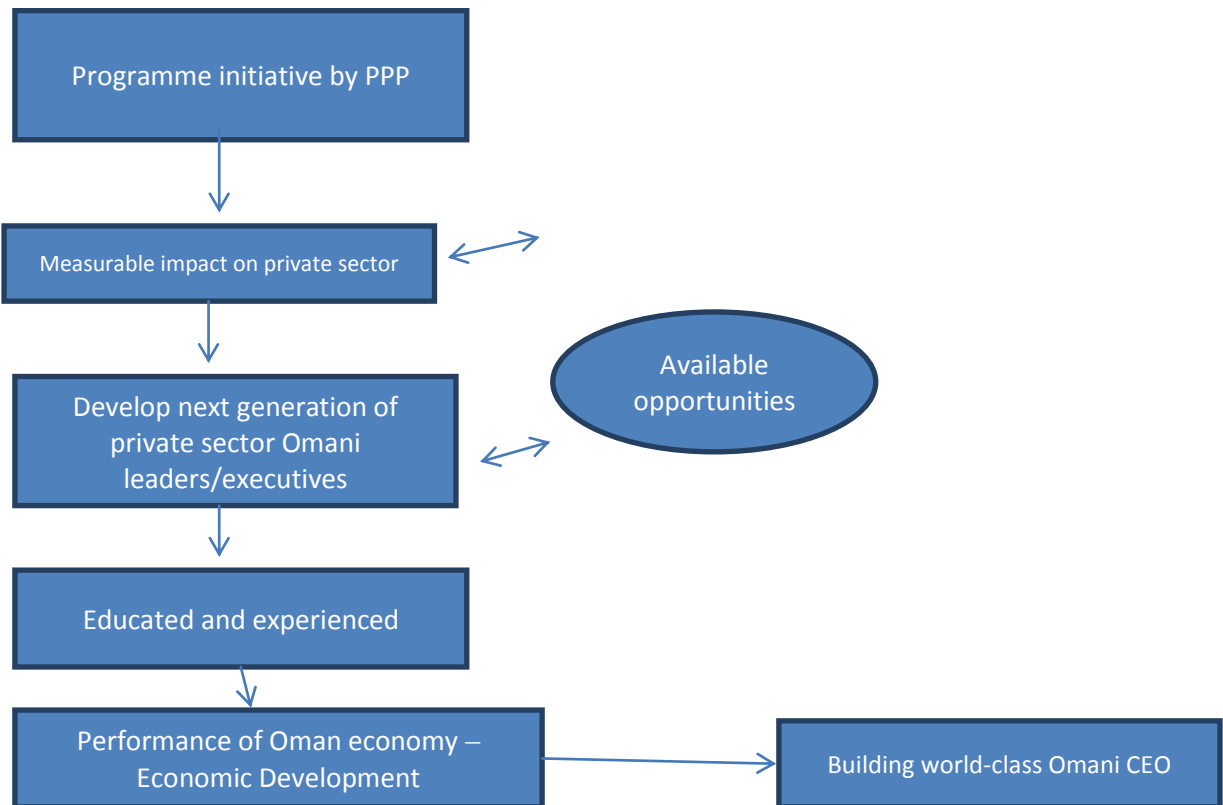 Programme initiative by PPP
Measurable impact on private sector
Available
opportunities
Develop next generation of
private sector Omani
leaders/executives
Educated and experienced
Performance of Oman economy –
Economic Development
Building world-class Omani CEO